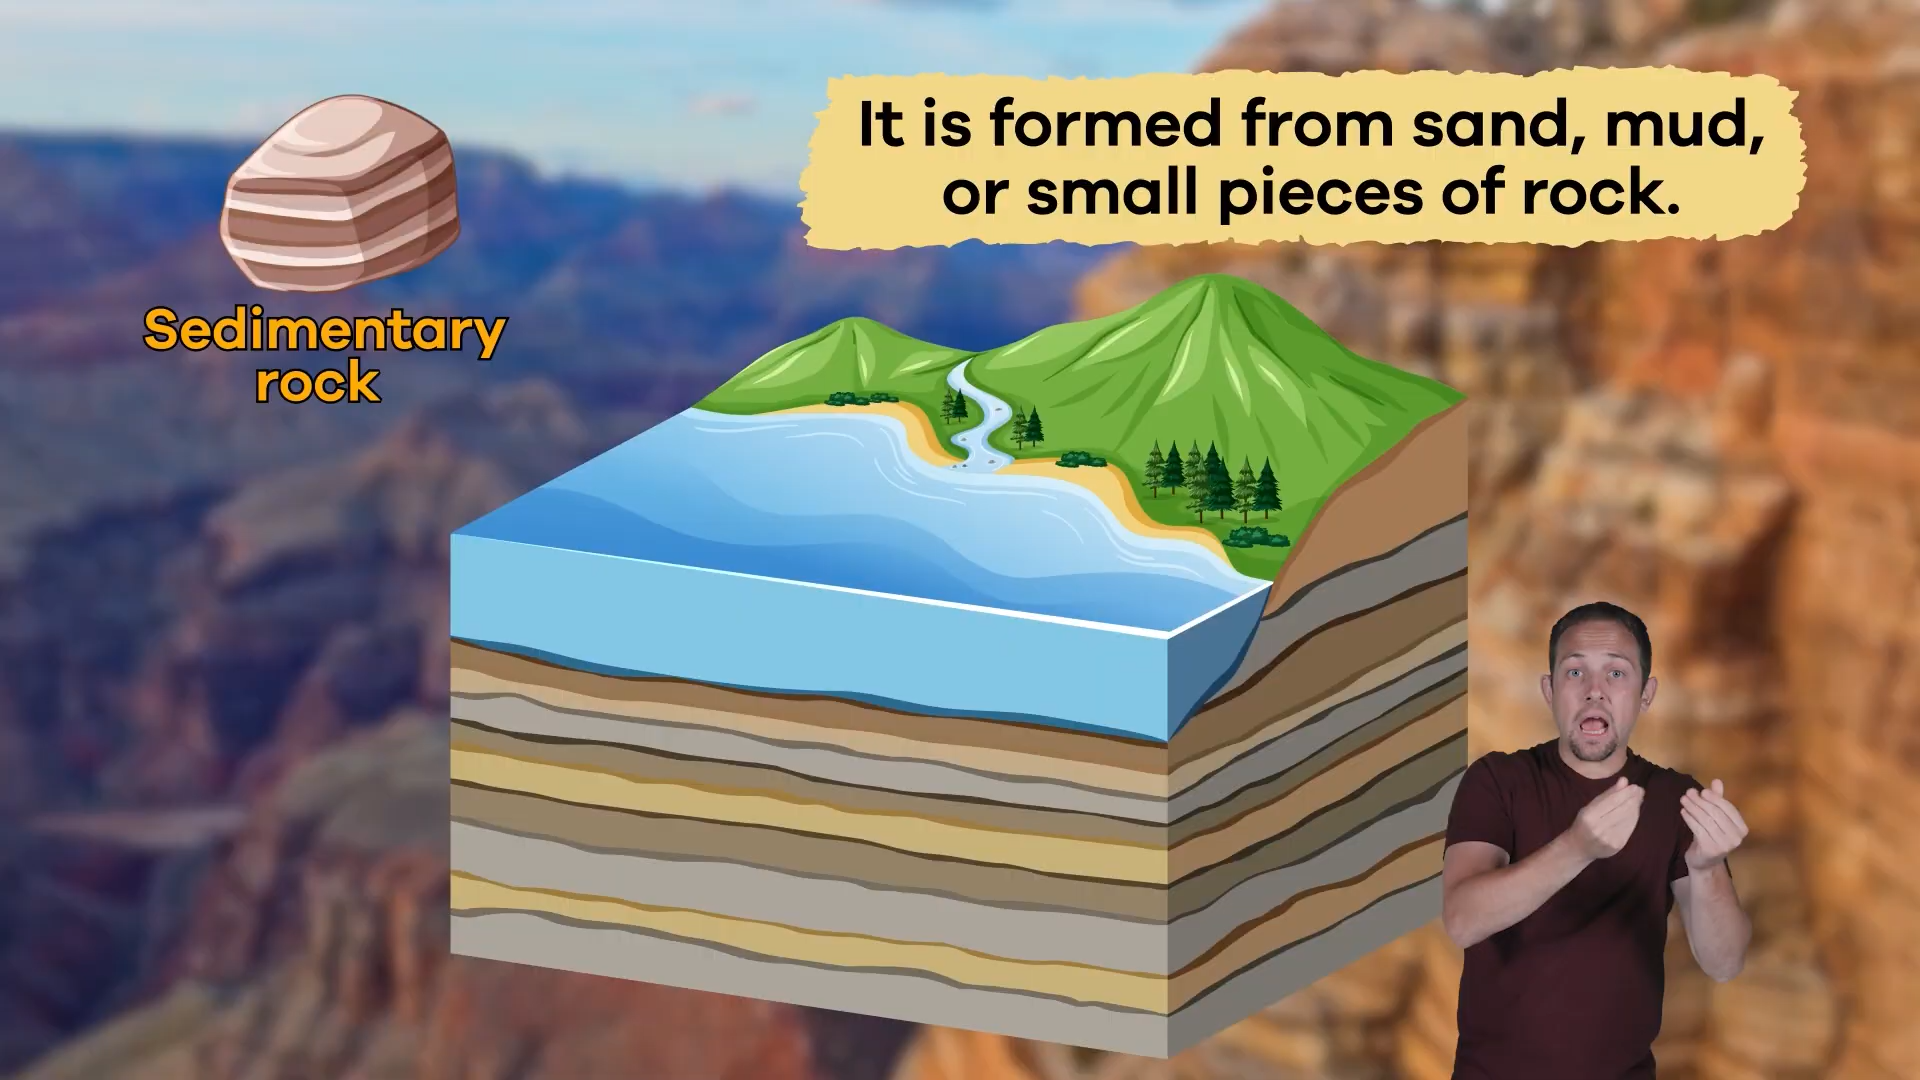 It is formed from sand, mud,
or small pieces of rock.
Sedimentary
rock